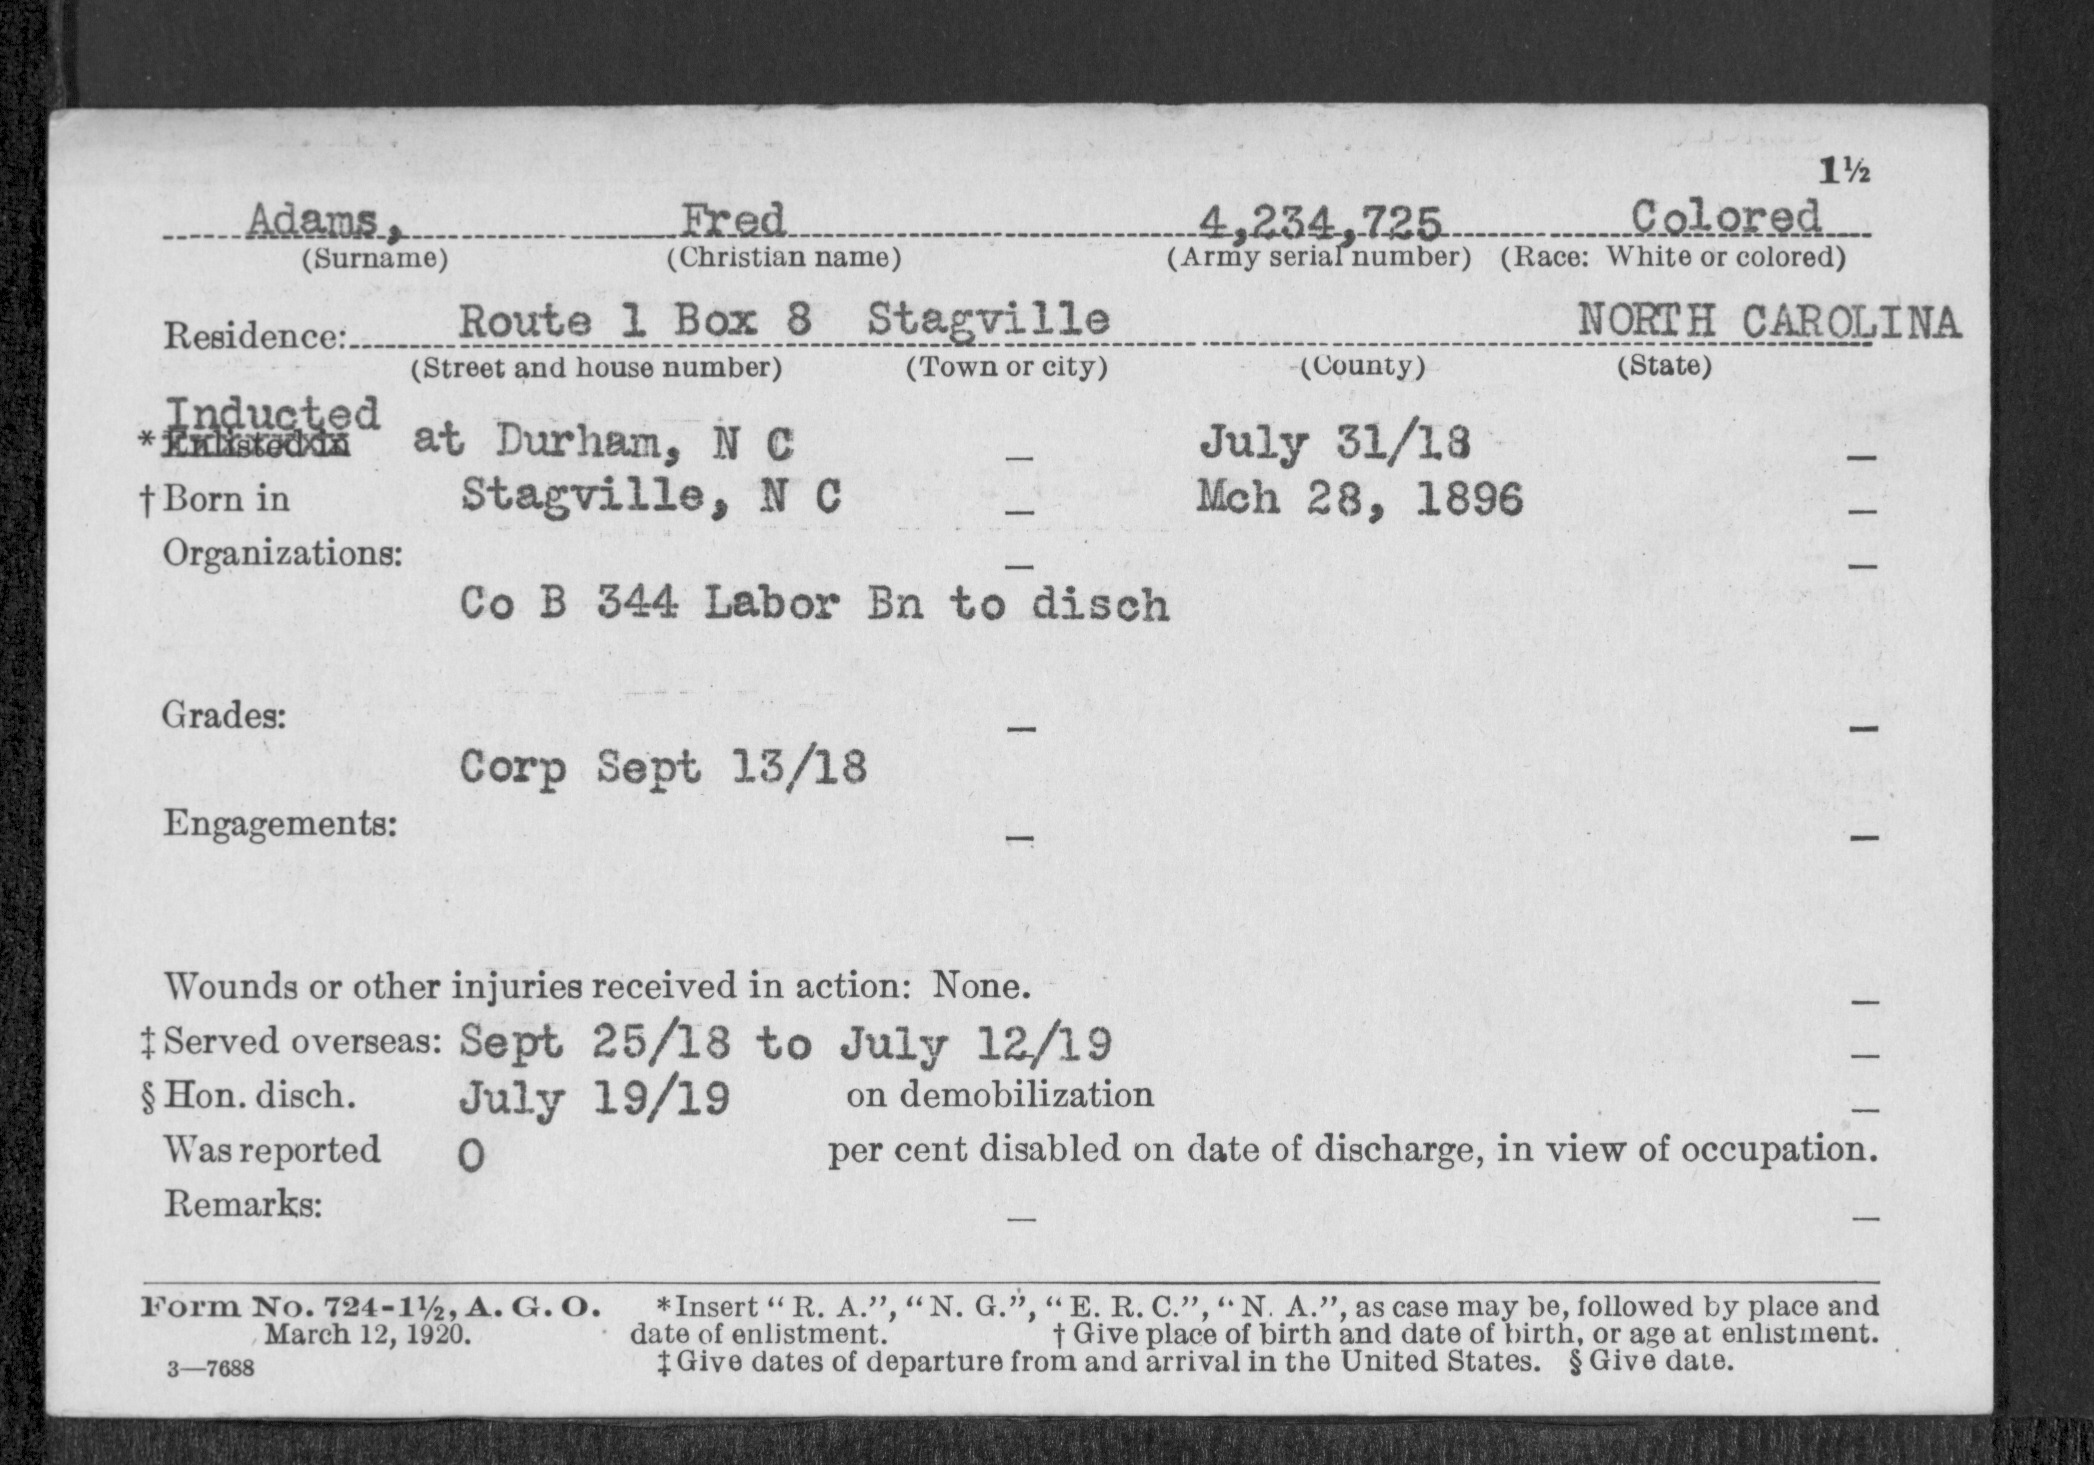 1½
Adams, Fred 4,234,725 Colored
(Surname) (Christian name) (Army serial number) (Race: White or colored)
Residence: Route 1 Box 8 Stagville NORTH CAROLINA
(Street and house number) (Town or city) (County) (State)
Inducted
*Enlisted in at Durham, N C — July 31/18 —
†Born in Stagville, N C — Mch 28, 1896 —
Organizations: — —
Co B 344 Labor Bn to disch
Grades: — —
Corp Sept 13/18
Engagements: — —
Wounds or other injuries received in action: None. —
‡Served overseas: Sept 25/18 to July 12/19 —
§Hon. disch. July 19/19 on demobilization —
Was reported 0 per cent disabled on date of discharge, in view of occupation.
Remarks: — —
Form No. 724-1½, A. G. O. *Insert "R. A.", "N. G.", "E. R. C.", "N. A.", as case may be, followed by place and
March 12, 1920. date of enlistment. †Give place of birth and date of birth, or age at enlistment.
3—7688 ‡Give dates of departure from and arrival in the United States. §Give date.